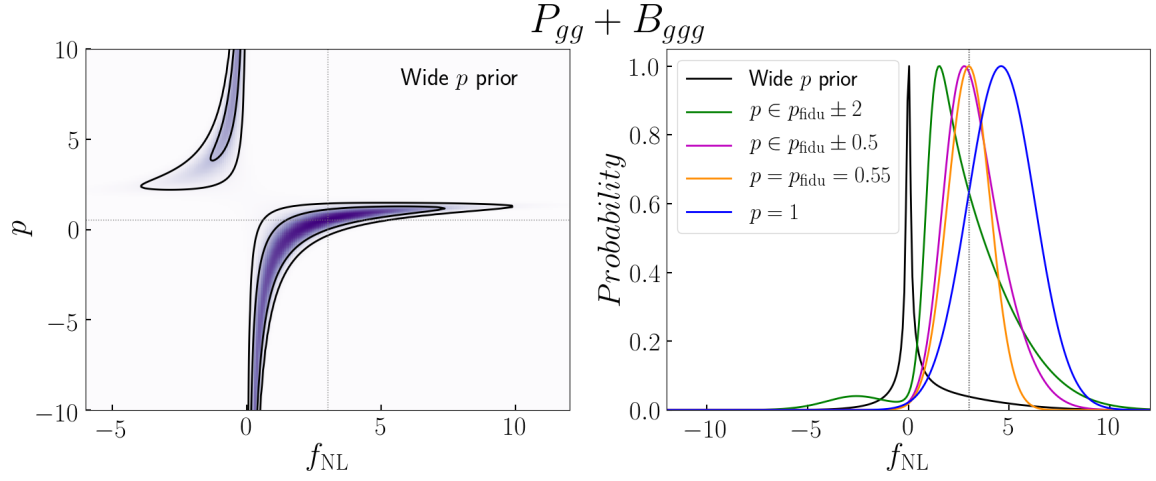 P_gg + B_ggg
Wide p prior
10
5
0
−5
−10
p
−5
0
5
10
f_NL
Wide p prior
p ∈ p_fidu ± 2
p ∈ p_fidu ± 0.5
p = p_fidu = 0.55
p = 1
1.0
0.8
0.6
0.4
0.2
0.0
Probability
−10
−5
0
5
10
f_NL